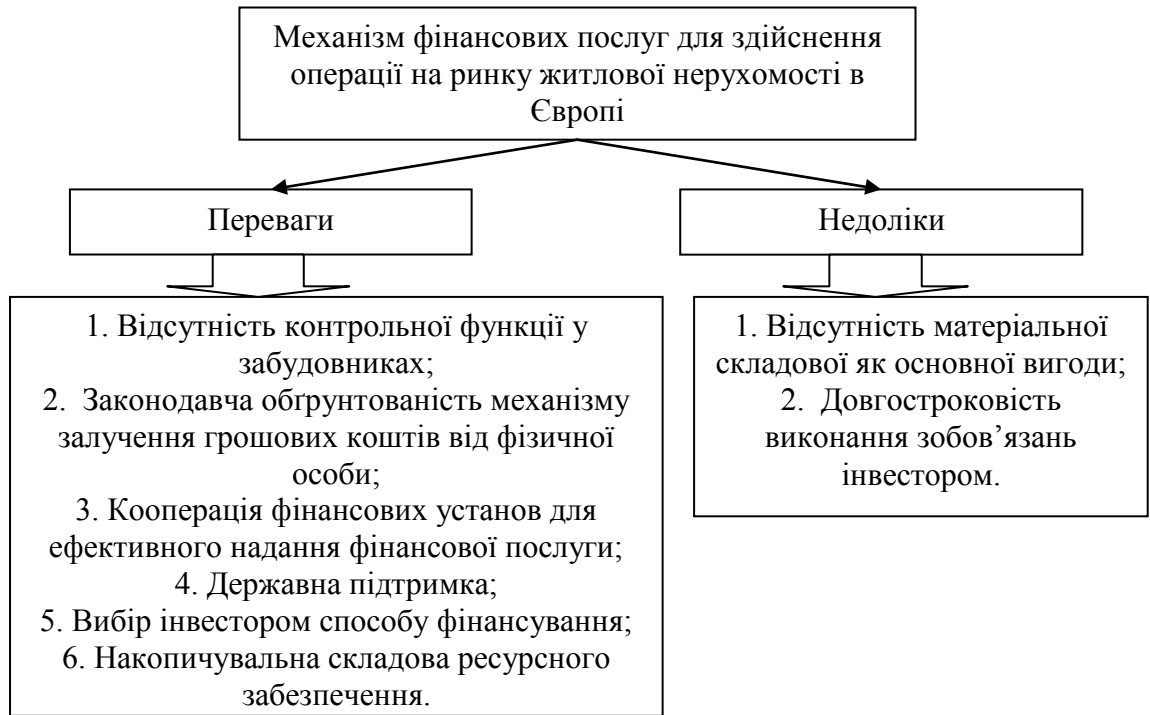 Механізм фінансових послуг для здійснення
операції на ринку житлової нерухомості в
Європі
Переваги
Недоліки
1. Відсутність контрольної функції у
забудовниках;
2. Законодавча обґрунтованість механізму
залучення грошових коштів від фізичної
особи;
3. Кооперація фінансових установ для
ефективного надання фінансової послуги;
4. Державна підтримка;
5. Вибір інвестором способу фінансування;
6. Накопичувальна складова ресурсного
забезпечення.
1. Відсутність матеріальної
складової як основної вигоди;
2. Довгостроковість
виконання зобов’язань
інвестором.